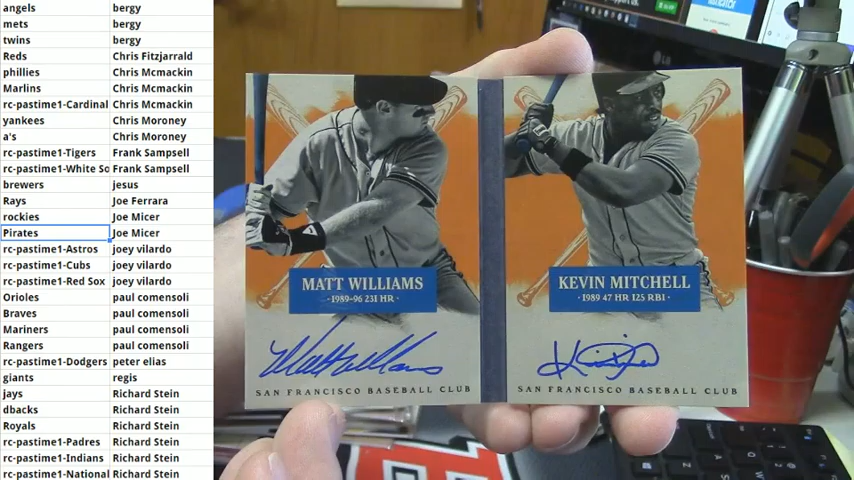 angels bergy
mets bergy
twins bergy
Reds Chris Fitzjarrald
phillies Chris Mcmackin
Marlins Chris Mcmackin
rc-pastime1-Cardinal Chris Mcmackin
yankees Chris Moroney
a's Chris Moroney
rc-pastime1-Tigers Frank Sampsell
rc-pastime1-White So Frank Sampsell
brewers jesus
Rays Joe Ferrara
rockies Joe Micer
Pirates Joe Micer
rc-pastime1-Astros joey vilardo
rc-pastime1-Cubs joey vilardo
rc-pastime1-Red Sox joey vilardo
Orioles paul comensoli
Braves paul comensoli
Mariners paul comensoli
Rangers paul comensoli
rc-pastime1-Dodgers peter elias
giants regis
jays Richard Stein
dbacks Richard Stein
Royals Richard Stein
rc-pastime1-Padres Richard Stein
rc-pastime1-Indians Richard Stein
rc-pastime1-National Richard Stein
LG
MATT WILLIAMS
·1989-96 231 HR·
Matt Williams
SAN FRANCISCO BASEBALL CLUB
KEVIN MITCHELL
·1989 47 HR 125 RBI·
SAN FRANCISCO BASEBALL CLUB